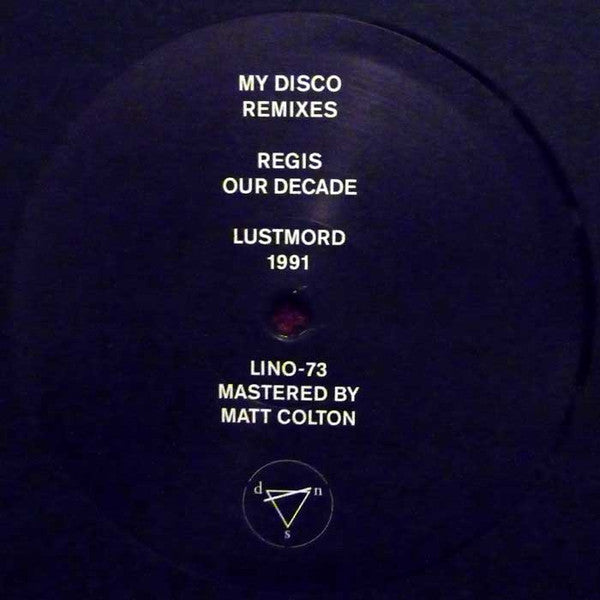 MY DISCO
REMIXES
REGIS
OUR DECADE
LUSTMORD
1991
LINO-73
MASTERED BY
MATT COLTON
d n
s